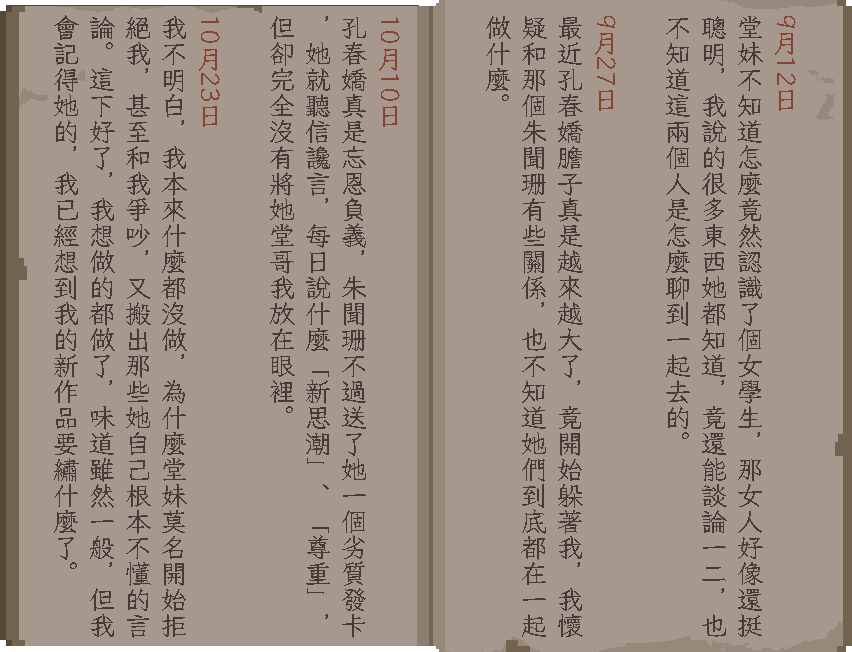 9月12日
堂妹不知道怎麼竟然認識了個女學生，那女人好像還挺
聰明，我說的很多東西她都知道，竟還能談論一二，也
不知道這兩個人是怎麼聊到一起去的。
9月27日
最近孔春嬌膽子真是越來越大了，竟開始躲著我，我懷
疑和那個朱聞珊有些關係，也不知道她們到底都在一起
做什麼。
10月10日
孔春嬌真是忘恩負義，朱聞珊不過送了她一個劣質發卡
，她就聽信讒言，每日說什麼「新思潮」、「尊重」，
但卻完全沒有將她堂哥我放在眼裡。
10月23日
我不明白，我本來什麼都沒做，為什麼堂妹莫名開始拒
絕我，甚至和我爭吵，又搬出那些她自己根本不懂的言
論。這下好了，我想做的都做了，味道雖然一般，但我
會記得她的，我已經想到我的新作品要繡什麼了。